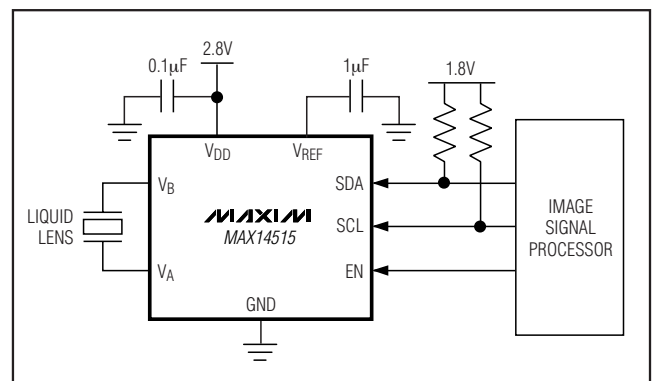 2.8V
0.1µF
1µF
1.8V
VDD
VREF
VB
SDA
LIQUID
LENS
MAXIM
MAX14515
SCL
IMAGE
SIGNAL
PROCESSOR
VA
EN
GND